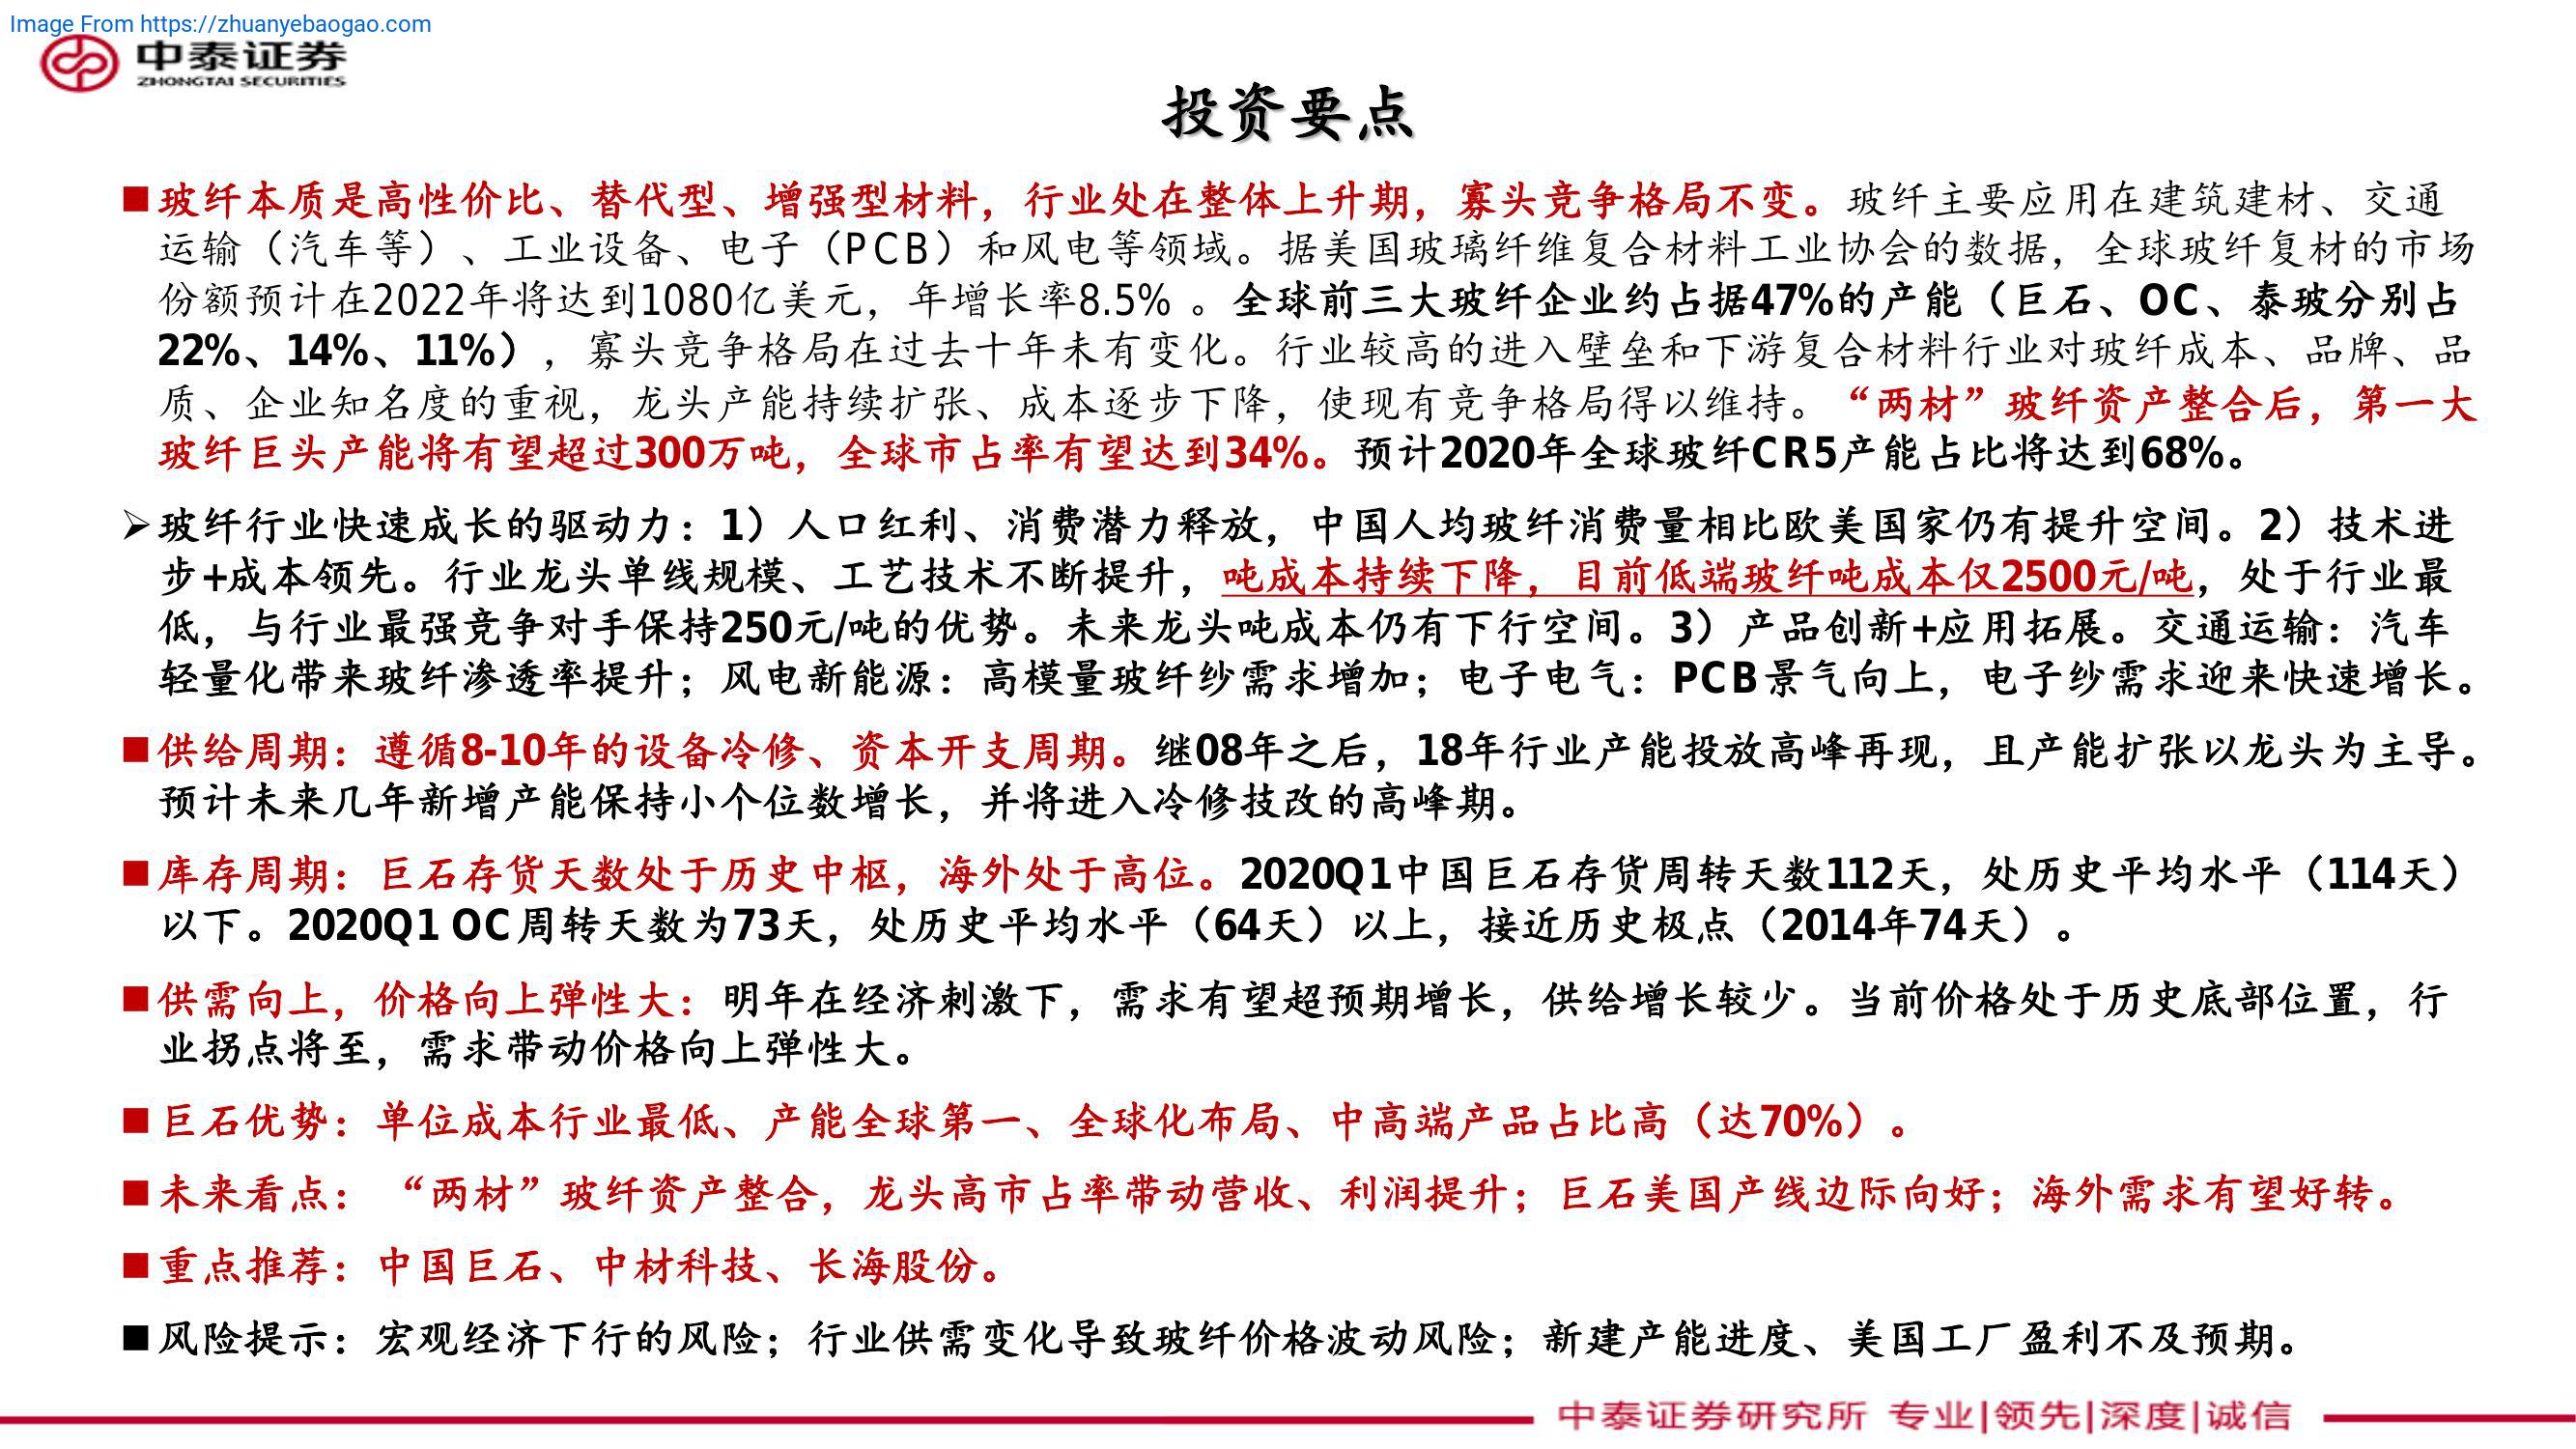 Image From https://zhuanyebaogao.com
中泰证券
ZHONGTAI SECURITIES
投资要点
■玻纤本质是高性价比、替代型、增强型材料，行业处在整体上升期，寡头竞争格局不变。玻纤主要应用在建筑建材、交通
运输（汽车等）、工业设备、电子（PCB）和风电等领域。据美国玻璃纤维复合材料工业协会的数据，全球玻纤复材的市场
份额预计在2022年将达到1080亿美元，年增长率8.5% 。全球前三大玻纤企业约占据47%的产能（巨石、OC、泰玻分别占
22%、14%、11%），寡头竞争格局在过去十年未有变化。行业较高的进入壁垒和下游复合材料行业对玻纤成本、品牌、品
质、企业知名度的重视，龙头产能持续扩张、成本逐步下降，使现有竞争格局得以维持。“两材”玻纤资产整合后，第一大
玻纤巨头产能将有望超过300万吨，全球市占率有望达到34%。预计2020年全球玻纤CR5产能占比将达到68%。
➢玻纤行业快速成长的驱动力：1）人口红利、消费潜力释放，中国人均玻纤消费量相比欧美国家仍有提升空间。2）技术进
步+成本领先。行业龙头单线规模、工艺技术不断提升，吨成本持续下降，目前低端玻纤吨成本仅2500元/吨，处于行业最
低，与行业最强竞争对手保持250元/吨的优势。未来龙头吨成本仍有下行空间。3）产品创新+应用拓展。交通运输：汽车
轻量化带来玻纤渗透率提升；风电新能源：高模量玻纤纱需求增加；电子电气：PCB景气向上，电子纱需求迎来快速增长。
■供给周期：遵循8-10年的设备冷修、资本开支周期。继08年之后，18年行业产能投放高峰再现，且产能扩张以龙头为主导。
预计未来几年新增产能保持小个位数增长，并将进入冷修技改的高峰期。
■库存周期：巨石存货天数处于历史中枢，海外处于高位。2020Q1中国巨石存货周转天数112天，处历史平均水平（114天）
以下。2020Q1 OC周转天数为73天，处历史平均水平（64天）以上，接近历史极点（2014年74天）。
■供需向上，价格向上弹性大：明年在经济刺激下，需求有望超预期增长，供给增长较少。当前价格处于历史底部位置，行
业拐点将至，需求带动价格向上弹性大。
■巨石优势：单位成本行业最低、产能全球第一、全球化布局、中高端产品占比高（达70%）。
■未来看点：“两材”玻纤资产整合，龙头高市占率带动营收、利润提升；巨石美国产线边际向好；海外需求有望好转。
■重点推荐：中国巨石、中材科技、长海股份。
■风险提示：宏观经济下行的风险；行业供需变化导致玻纤价格波动风险；新建产能进度、美国工厂盈利不及预期。
中泰证券研究所 专业|领先|深度|诚信